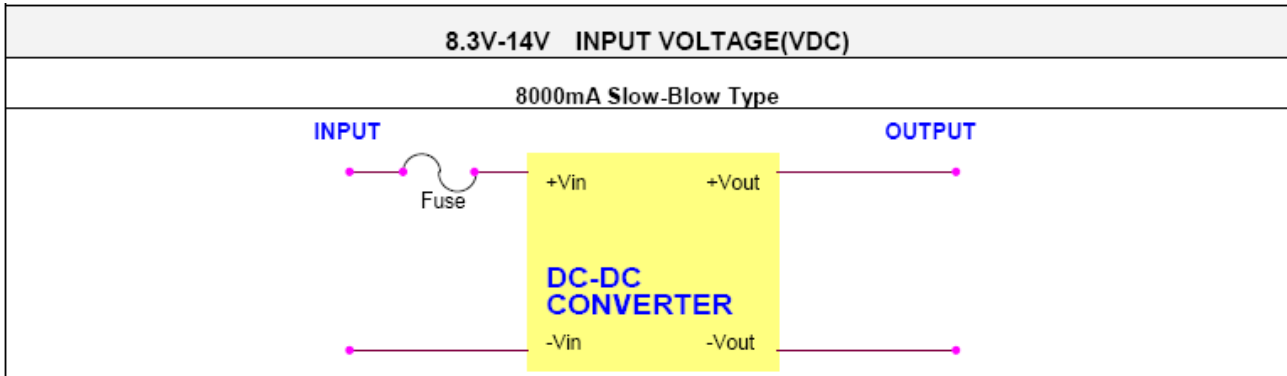 8.3V-14V INPUT VOLTAGE(VDC)
8000mA Slow-Blow Type
INPUT
OUTPUT
Fuse
+Vin
+Vout
DC-DC
CONVERTER
-Vin
-Vout